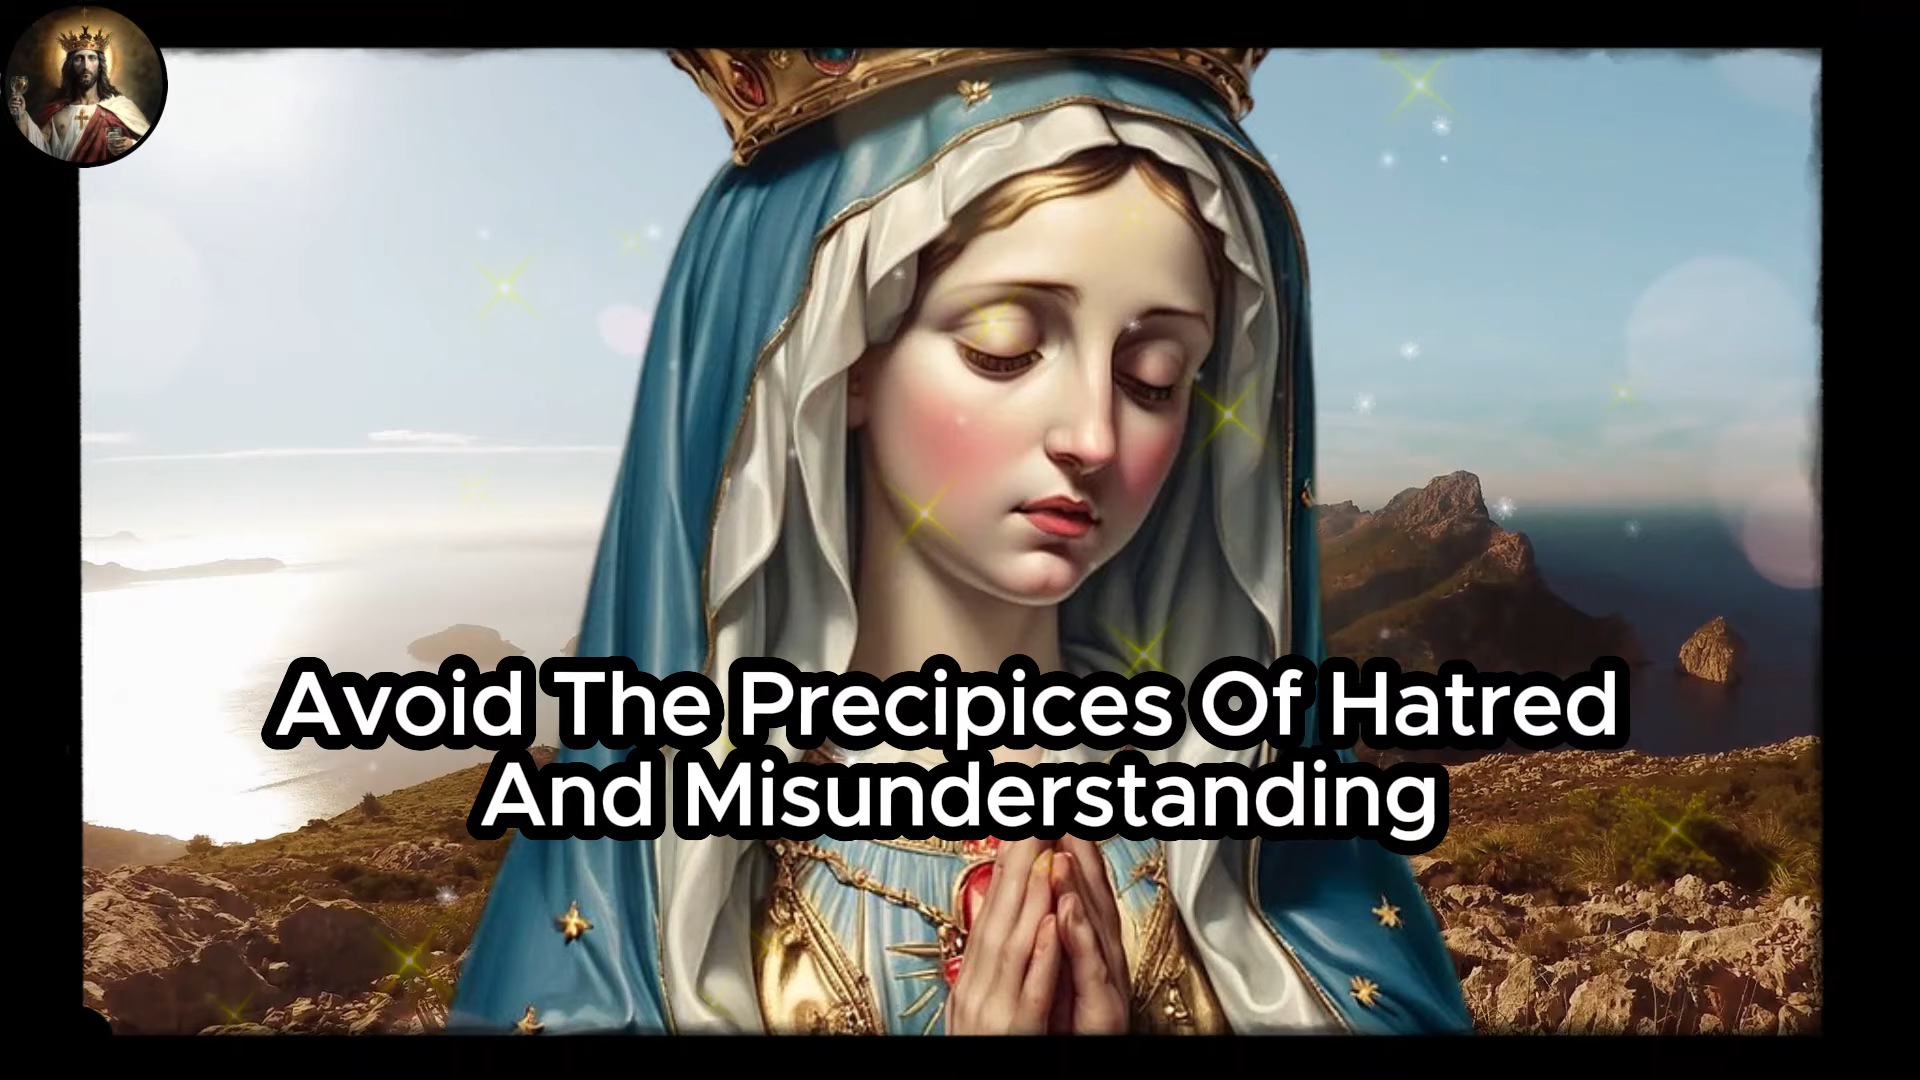 Avoid The Precipices Of Hatred
And Misunderstanding